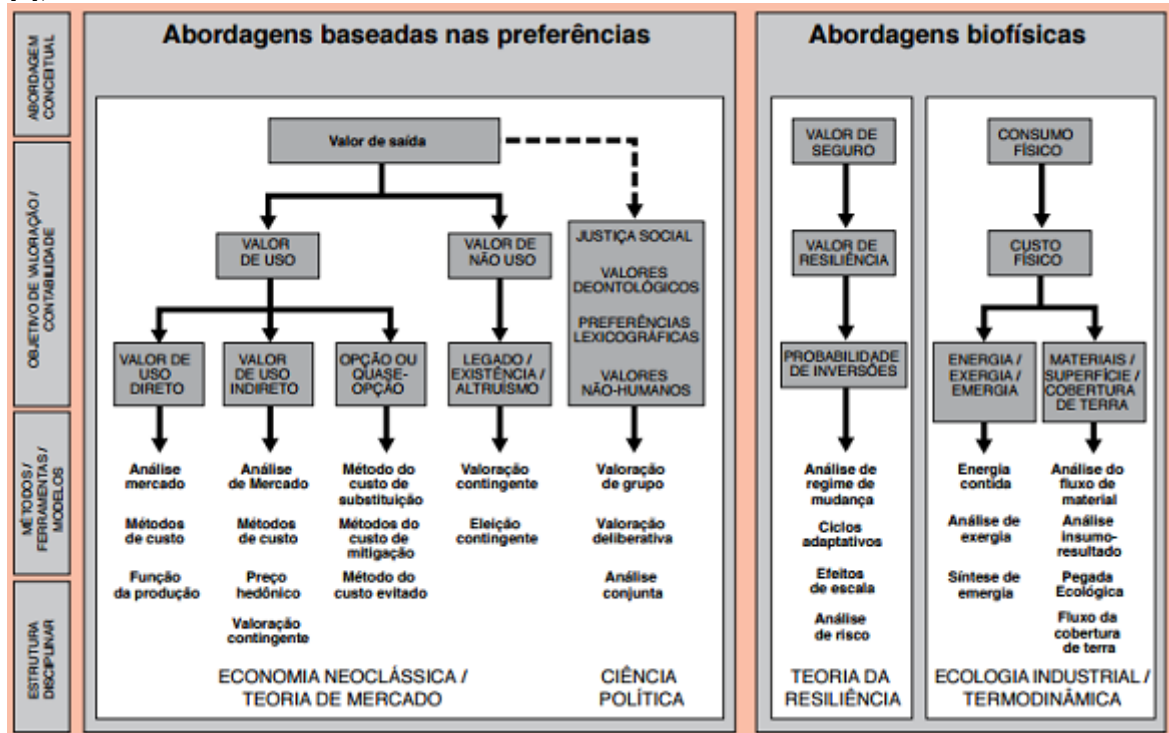 Abordagens baseadas nas preferências
Abordagens biofísicas
ABORDAGEM
CONCEITUAL
OBJETIVO DE VALORAÇÃO /
CONTABILIDADE
MÉTODOS /
FERRAMENTAS /
MODELOS
ESTRUTURA
DISCIPLINAR
Valor de saída
VALOR
DE USO
VALOR DE
NÃO USO
VALOR DE
USO
DIRETO
VALOR
DE USO
INDIRETO
OPÇÃO OU
QUASE-
OPÇÃO
LEGADO /
EXISTÊNCIA /
ALTRUÍSMO
JUSTIÇA SOCIAL
VALORES
DEONTOLÓGICOS
PREFERÊNCIAS
LEXICOGRÁFICAS
VALORES
NÃO-HUMANOS
Análise
mercado
Métodos
de custo
Função
da produção
Análise
de Mercado
Métodos
de custo
Preço
hedônico
Valoração
contingente
Método do
custo de
substituição
Métodos do
custo de
mitigação
Método do
custo evitado
Valoração
contingente
Eleição
contingente
Valoração
de grupo
Valoração
deliberativa
Análise
conjunta
ECONOMIA NEOCLÁSSICA /
TEORIA DE MERCADO
CIÊNCIA
POLÍTICA
VALOR DE
SEGURO
VALOR DE
RESILIÊNCIA
PROBABILIDADE
DE INVERSÕES
Análise de
regime de
mudança
Ciclos
adaptativos
Efeitos
de escala
Análise
de risco
TEORIA DA
RESILIÊNCIA
CONSUMO
FÍSICO
CUSTO
FÍSICO
ENERGIA /
EXERGIA /
EMERGIA
MATERIAIS /
SUPERFÍCIE /
COBERTURA
DE TERRA
Energia
contida
Análise de
exergia
Síntese de
emergia
Análise do
fluxo de
material
Análise
insumo-
resultado
Pegada
Ecológica
Fluxo da
cobertura
de terra
ECOLOGIA INDUSTRIAL /
TERMODINÂMICA